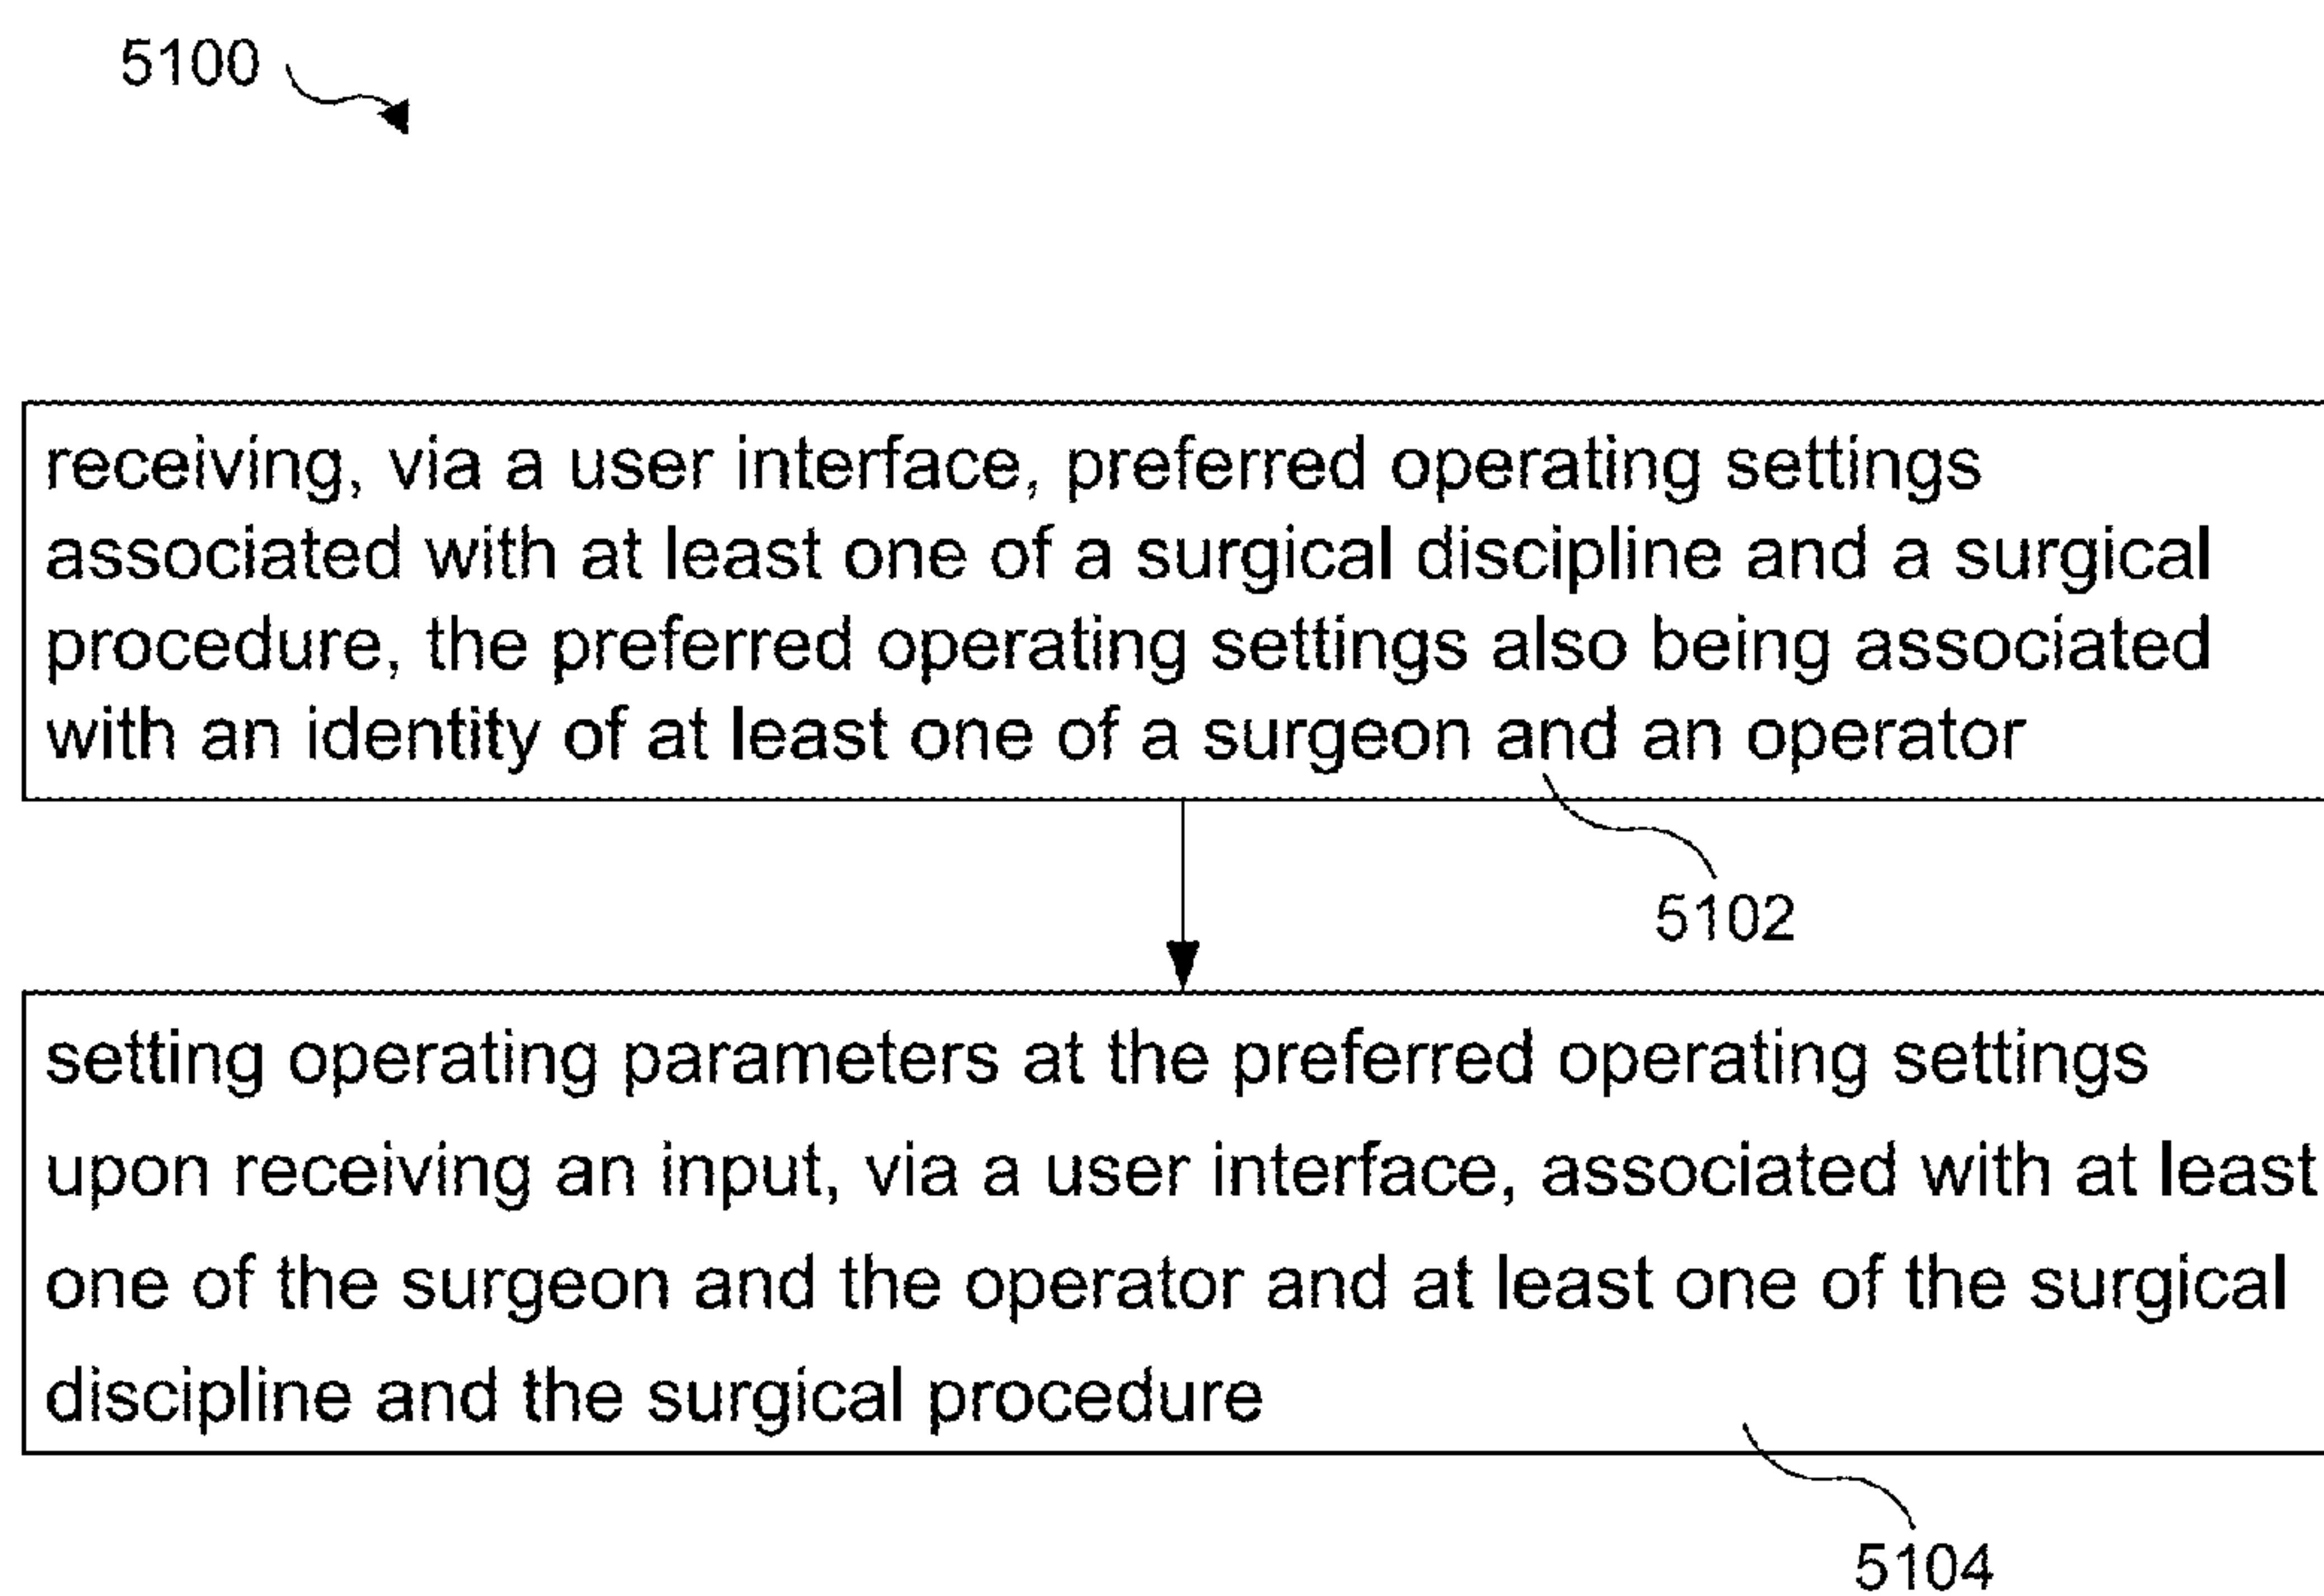 5100
receiving, via a user interface, preferred operating settings
associated with at least one of a surgical discipline and a surgical
procedure, the preferred operating settings also being associated
with an identity of at least one of a surgeon and an operator
5102
setting operating parameters at the preferred operating settings
upon receiving an input, via a user interface, associated with at least
one of the surgeon and the operator and at least one of the surgical
discipline and the surgical procedure
5104